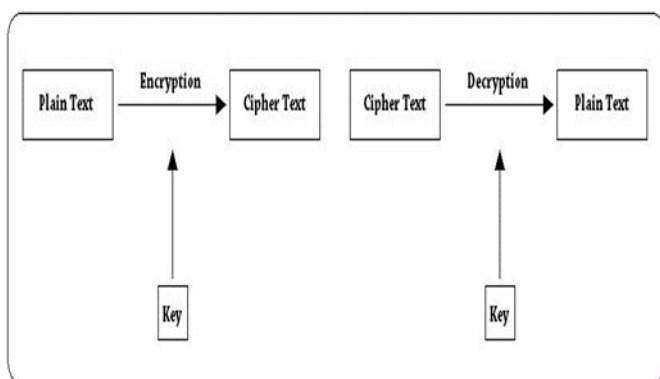 Encryption
Plain Text
Cipher Text
Key
Decryption
Cipher Text
Plain Text
Key